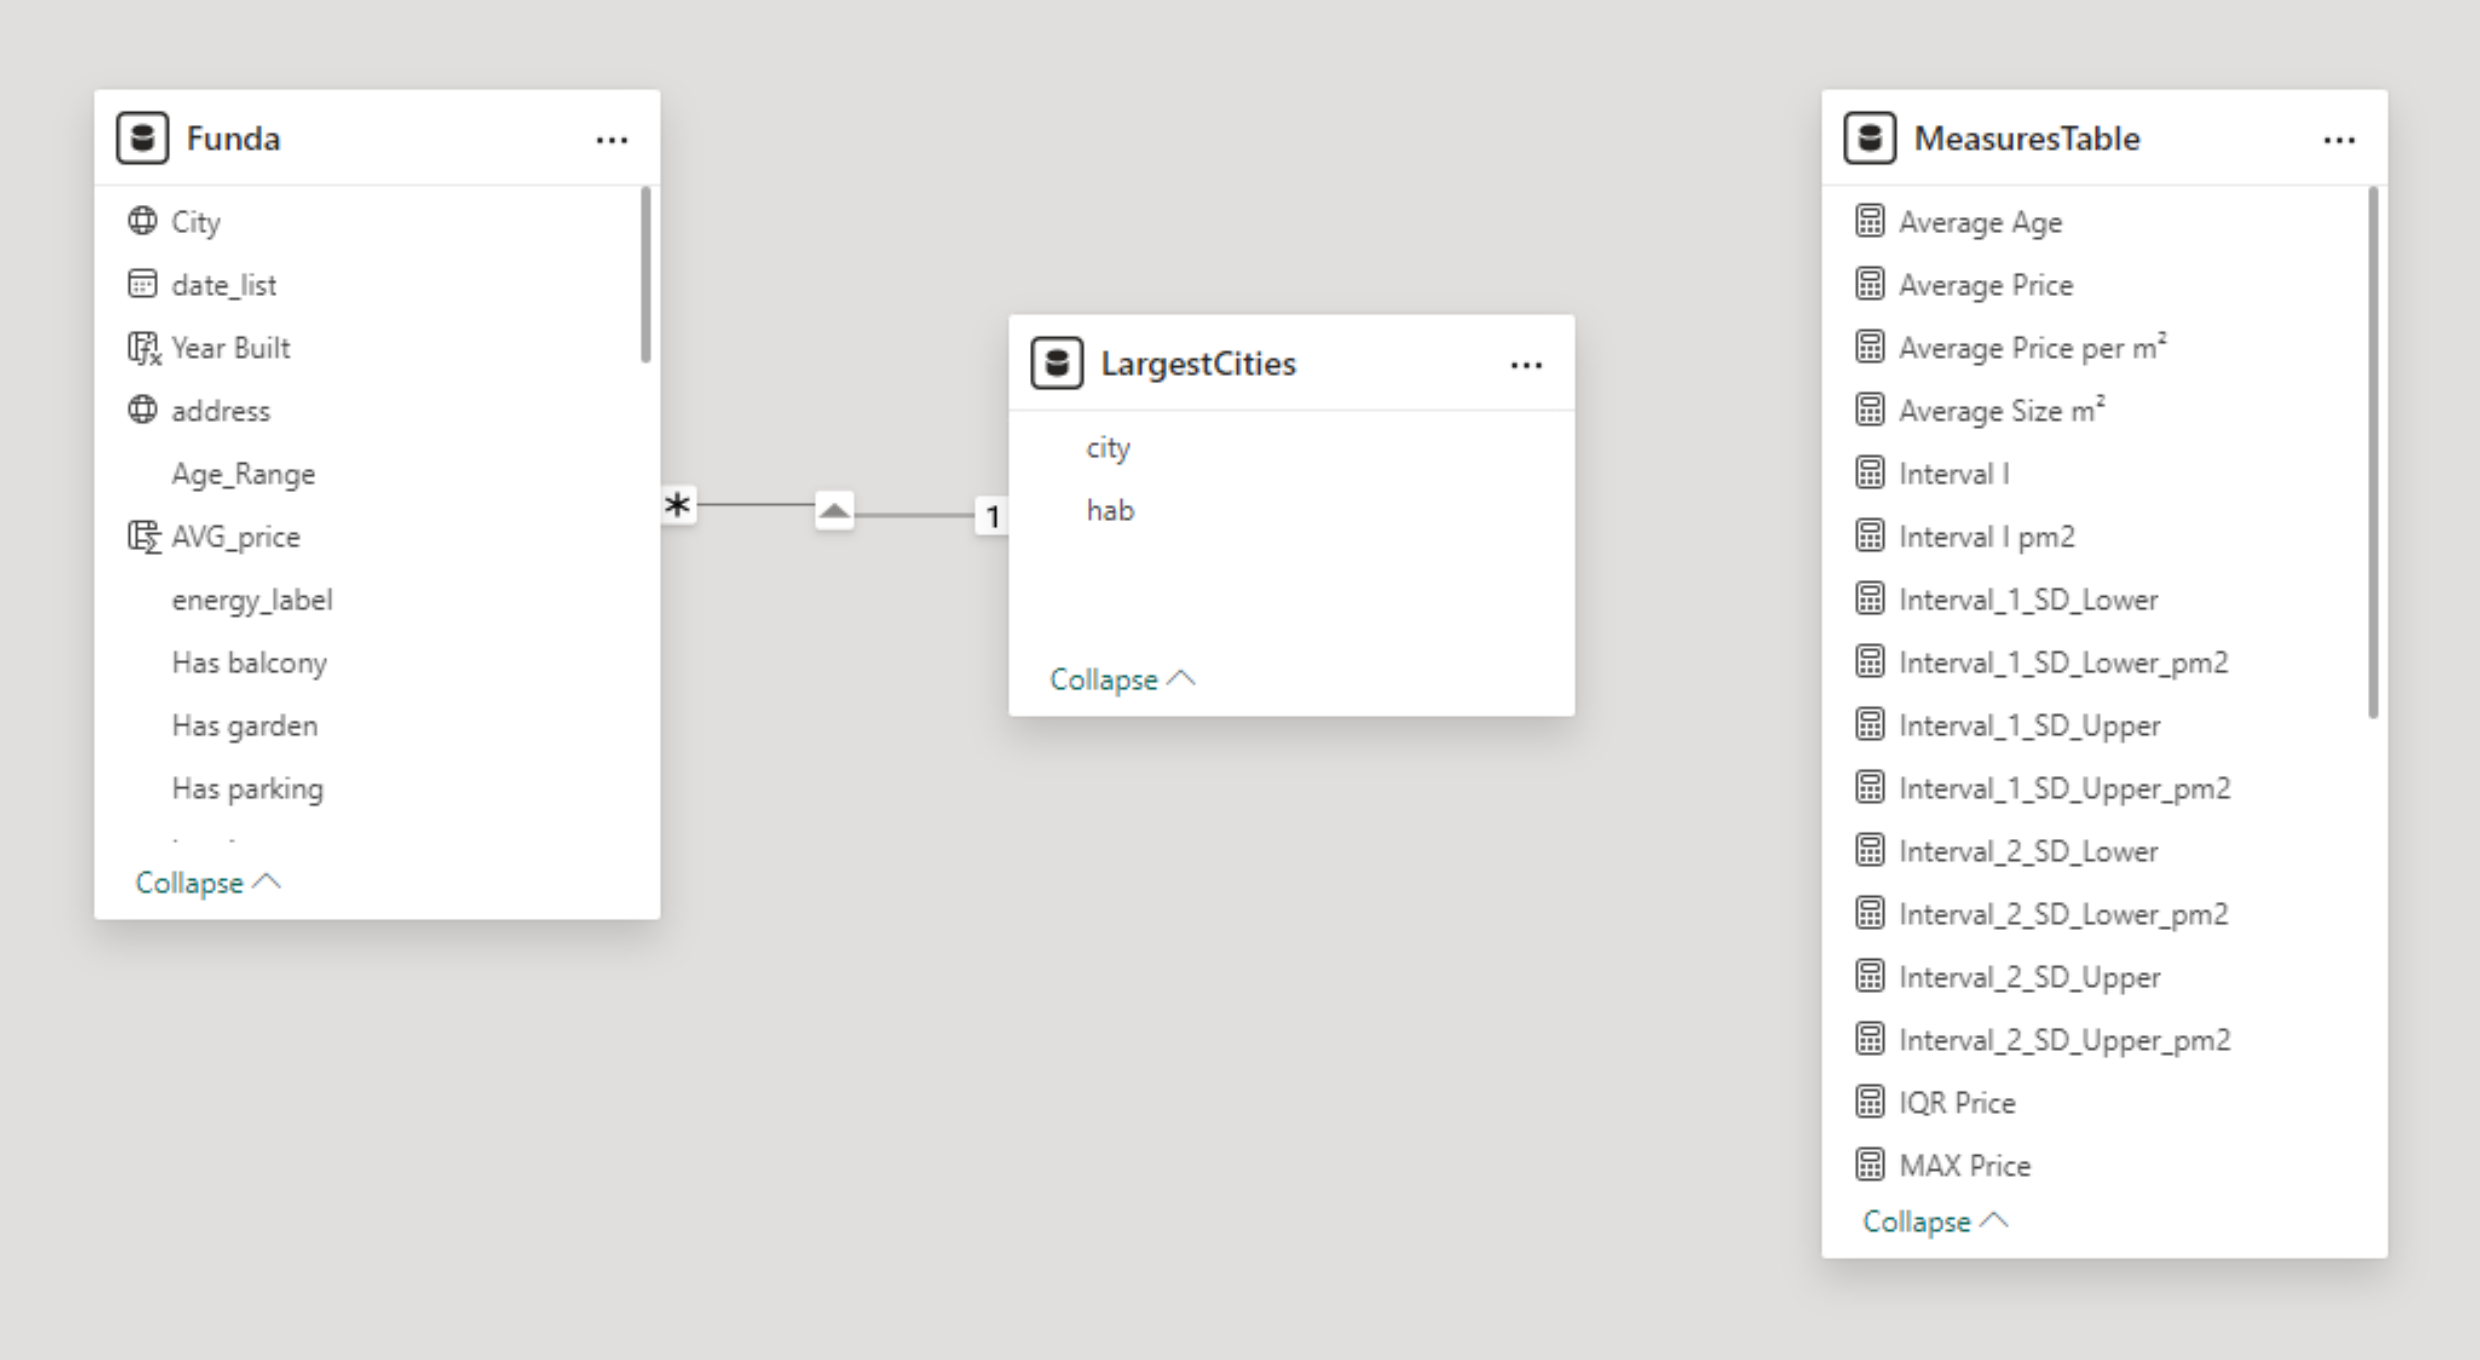 Funda
City
date_list
Year Built
address
Age_Range
AVG_price
energy_label
Has balcony
Has garden
Has parking
Collapse
*
1
LargestCities
city
hab
Collapse
MeasuresTable
Average Age
Average Price
Average Price per m²
Average Size m²
Interval I
Interval I pm2
Interval_1_SD_Lower
Interval_1_SD_Lower_pm2
Interval_1_SD_Upper
Interval_1_SD_Upper_pm2
Interval_2_SD_Lower
Interval_2_SD_Lower_pm2
Interval_2_SD_Upper
Interval_2_SD_Upper_pm2
IQR Price
MAX Price
Collapse